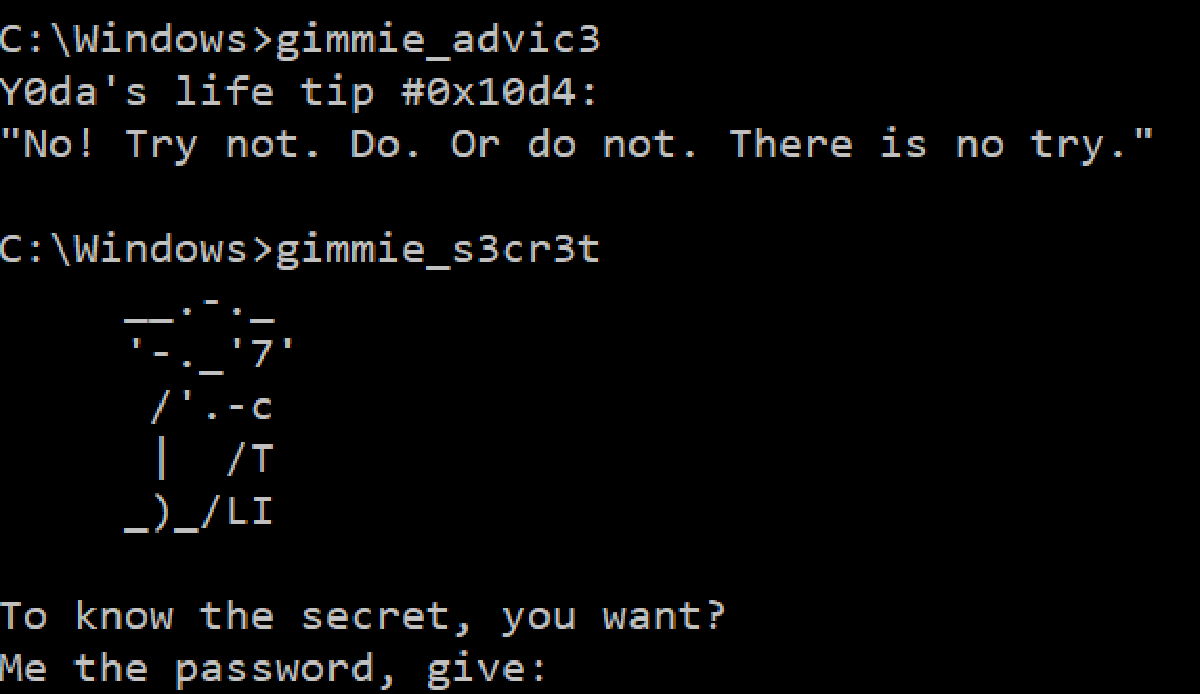 C:\Windows>gimmie_advic3
Y0da's life tip #0x10d4:
"No! Try not. Do. Or do not. There is no try."
C:\Windows>gimmie_s3cr3t
     __.-._
     '-._'7'
      /'.-c
      |  /T
     _)_/LI
To know the secret, you want?
Me the password, give: